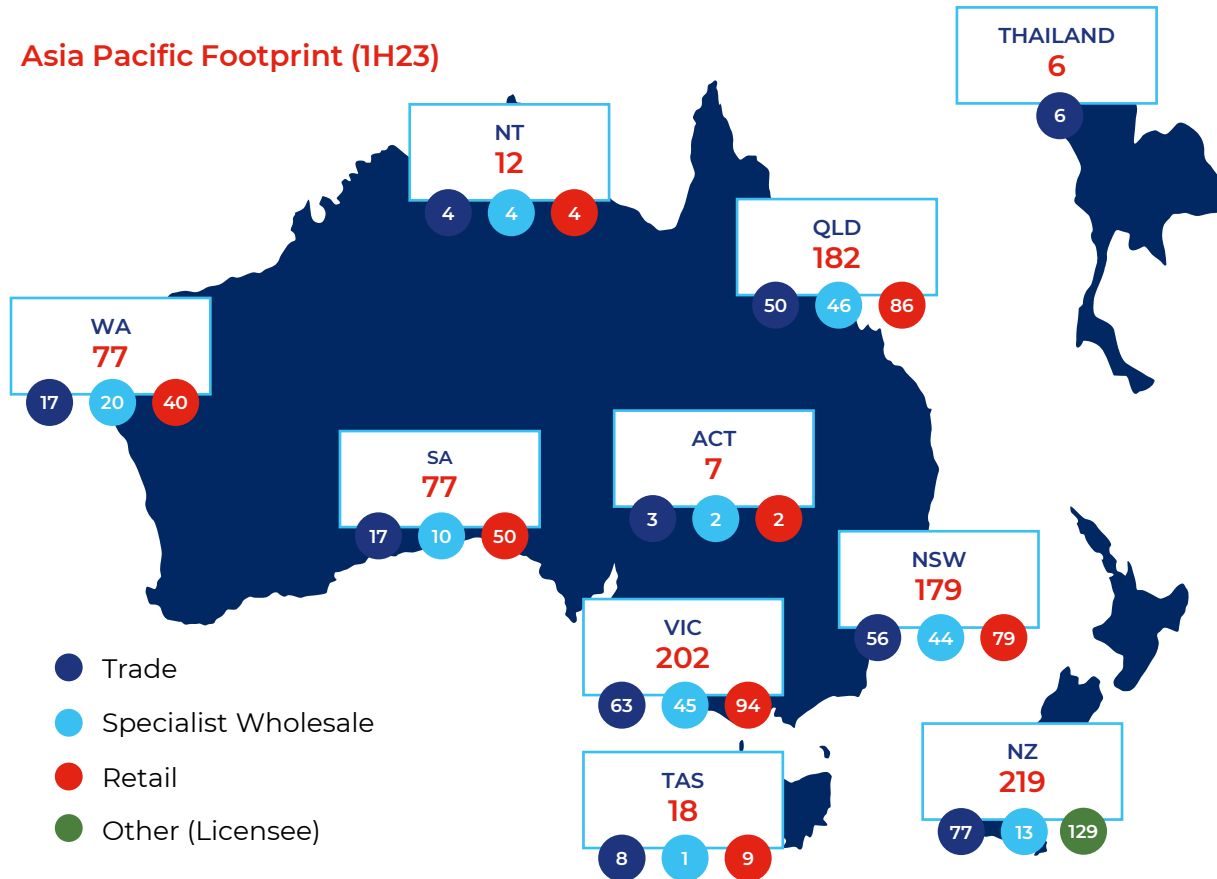 Asia Pacific Footprint (1H23)
THAILAND
6
6
NT
12
4 4 4
QLD
182
50 46 86
WA
77
17 20 40
SA
77
17 10 50
ACT
7
3 2 2
NSW
179
56 44 79
VIC
202
63 45 94
TAS
18
8 1 9
NZ
219
77 13 129
Trade
Specialist Wholesale
Retail
Other (Licensee)